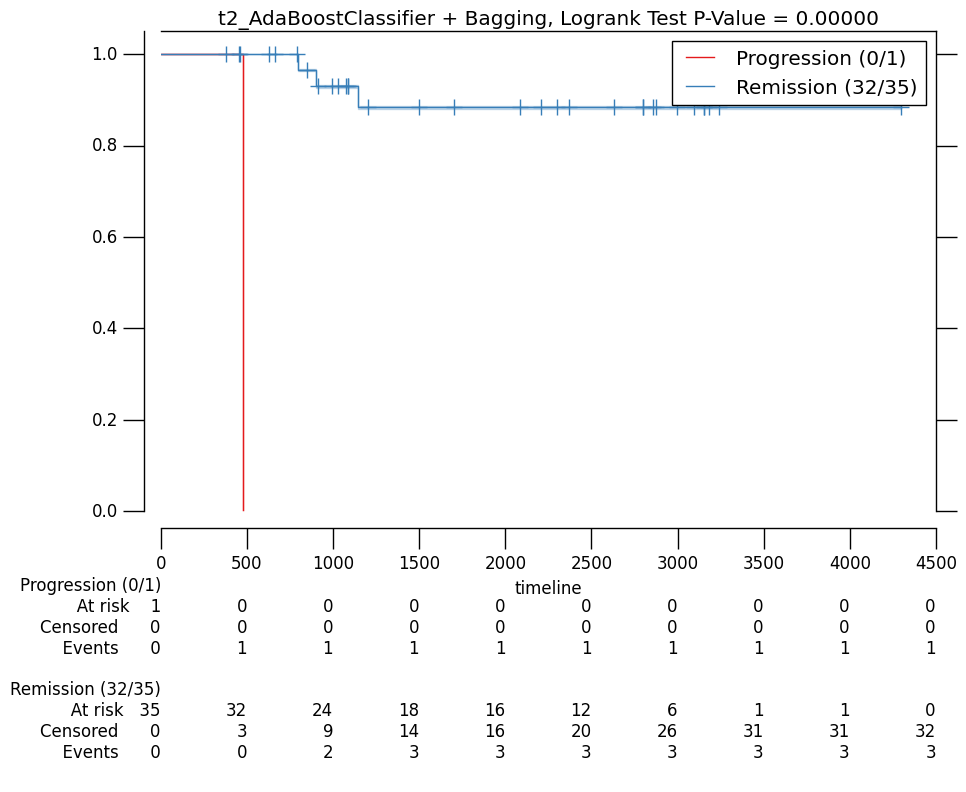 t2_AdaBoostClassifier + Bagging, Logrank Test P-Value = 0.00000
Progression (0/1)
Remission (32/35)
1.0
0.8
0.6
0.4
0.2
0.0
0 500 1000 1500 2000 2500 3000 3500 4000 4500
timeline
Progression (0/1)
At risk 1 0 0 0 0 0 0 0 0 0
Censored 0 0 0 0 0 0 0 0 0 0
Events 0 1 1 1 1 1 1 1 1 1
Remission (32/35)
At risk 35 32 24 18 16 12 6 1 1 0
Censored 0 3 9 14 16 20 26 31 31 32
Events 0 0 2 3 3 3 3 3 3 3